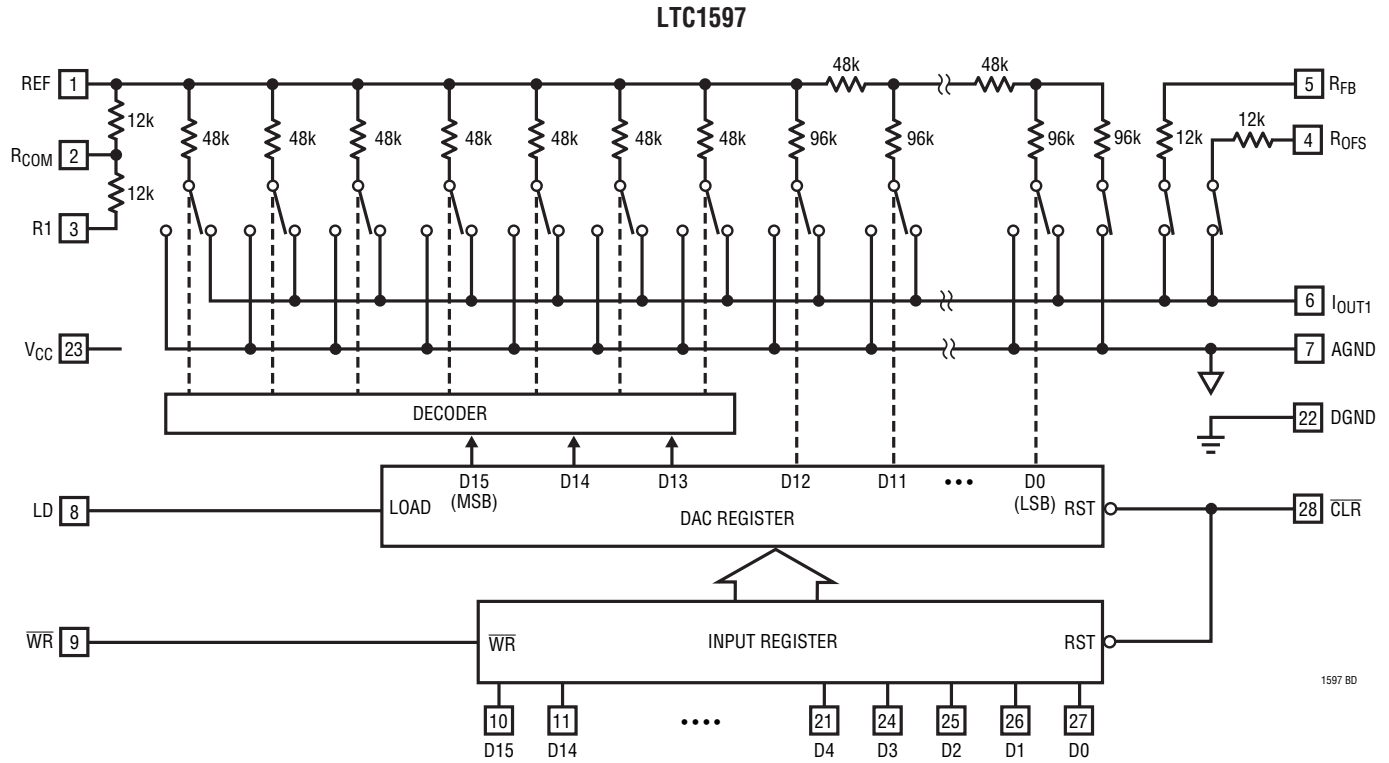 LTC1597
48k 48k
REF 1 5 RFB
12k 48k 48k 48k 48k 48k 48k 48k 96k 96k 96k 96k 12k 12k 4 ROFS
RCOM 2
12k
R1 3
6 IOUT1
VCC 23 7 AGND
DECODER
22 DGND
D15 (MSB) D14 D13 D12 D11 ••• D0 (LSB)
LD 8 LOAD DAC REGISTER RST 28 CLR
WR 9 WR INPUT REGISTER RST
1597 BD
10 11 •••• 21 24 25 26 27
D15 D14 D4 D3 D2 D1 D0